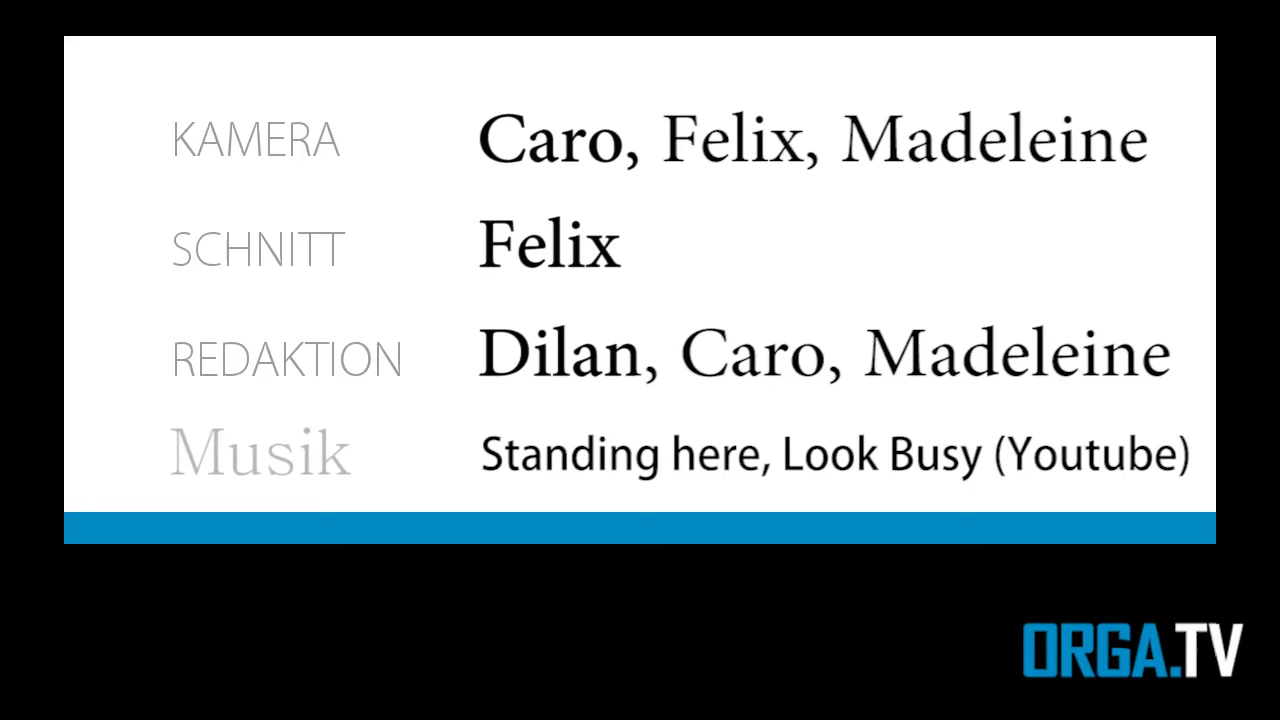 KAMERA Caro, Felix, Madeleine
SCHNITT Felix
REDAKTION Dilan, Caro, Madeleine
Musik Standing here, Look Busy (Youtube)
ORGA.TV